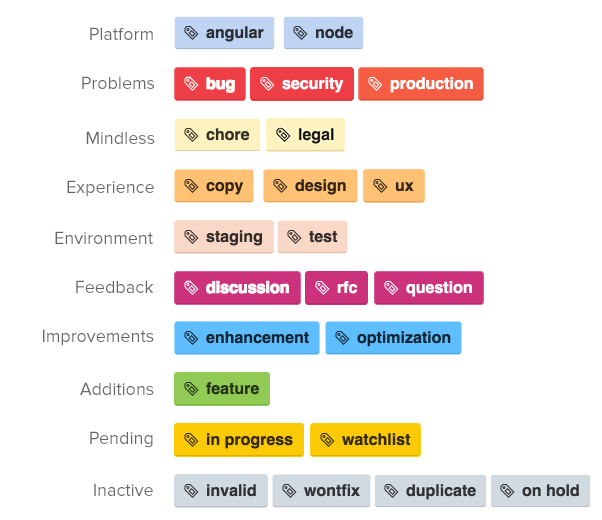 Platform angular node
Problems bug security production
Mindless chore legal
Experience copy design ux
Environment staging test
Feedback discussion rfc question
Improvements enhancement optimization
Additions feature
Pending in progress watchlist
Inactive invalid wontfix duplicate on hold